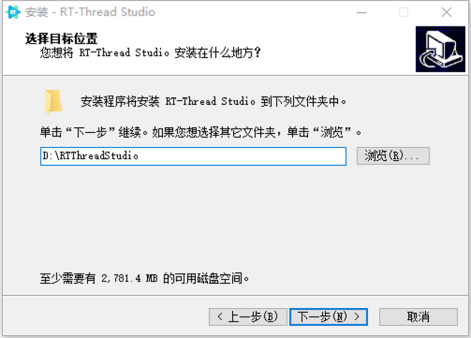 安装 - RT-Thread Studio
选择目标位置
您想将 RT-Thread Studio 安装在什么地方?
安装程序将安装 RT-Thread Studio 到下列文件夹中。
单击“下一步”继续。如果您想选择其它文件夹,单击“浏览”。
D:\RTThreadStudio
浏览(R)...
至少需要有 2,781.4 MB 的可用磁盘空间。
< 上一步(B)
下一步(N) >
取消